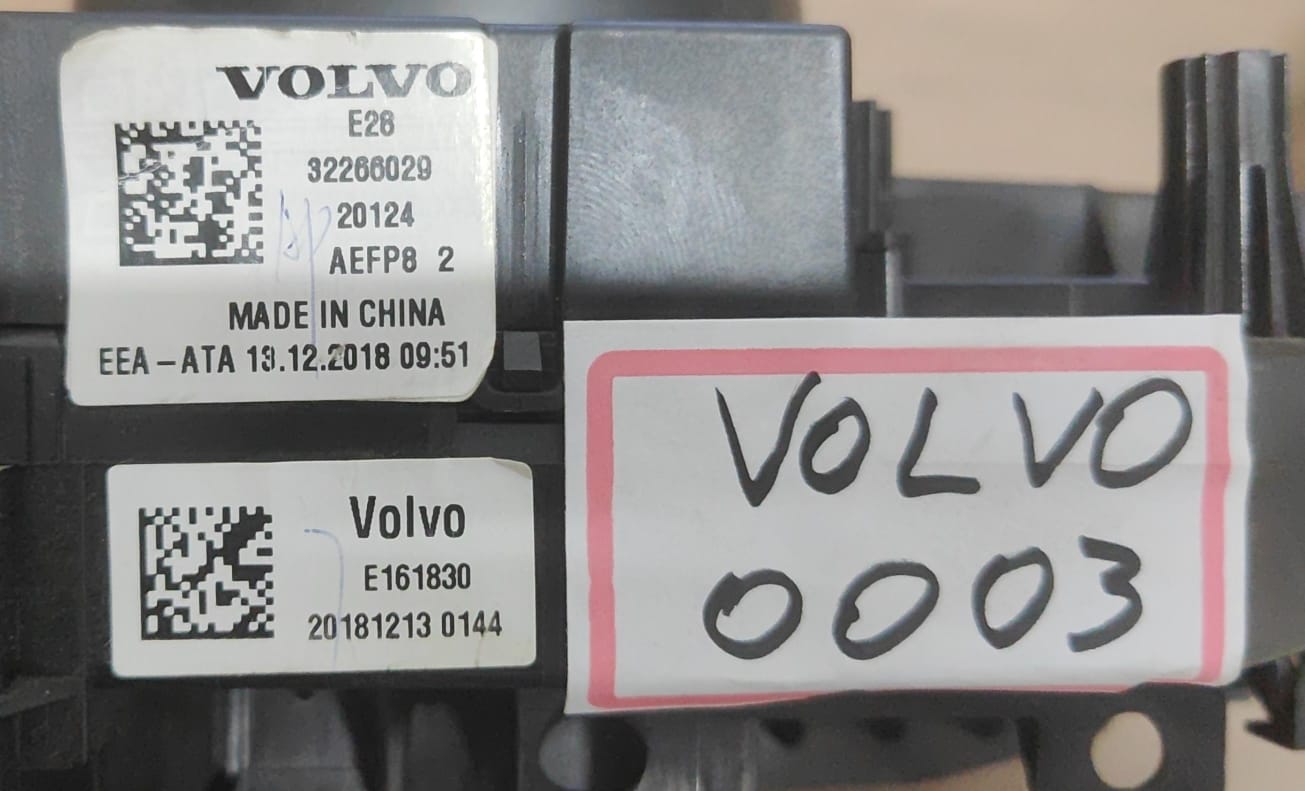 VOLVO
E26
32266029
20124
AEFP8 2
MADE IN CHINA
EEA-ATA 13.12.2018 09:51
Volvo
E161830
20181213 0144
VOLVO
0003